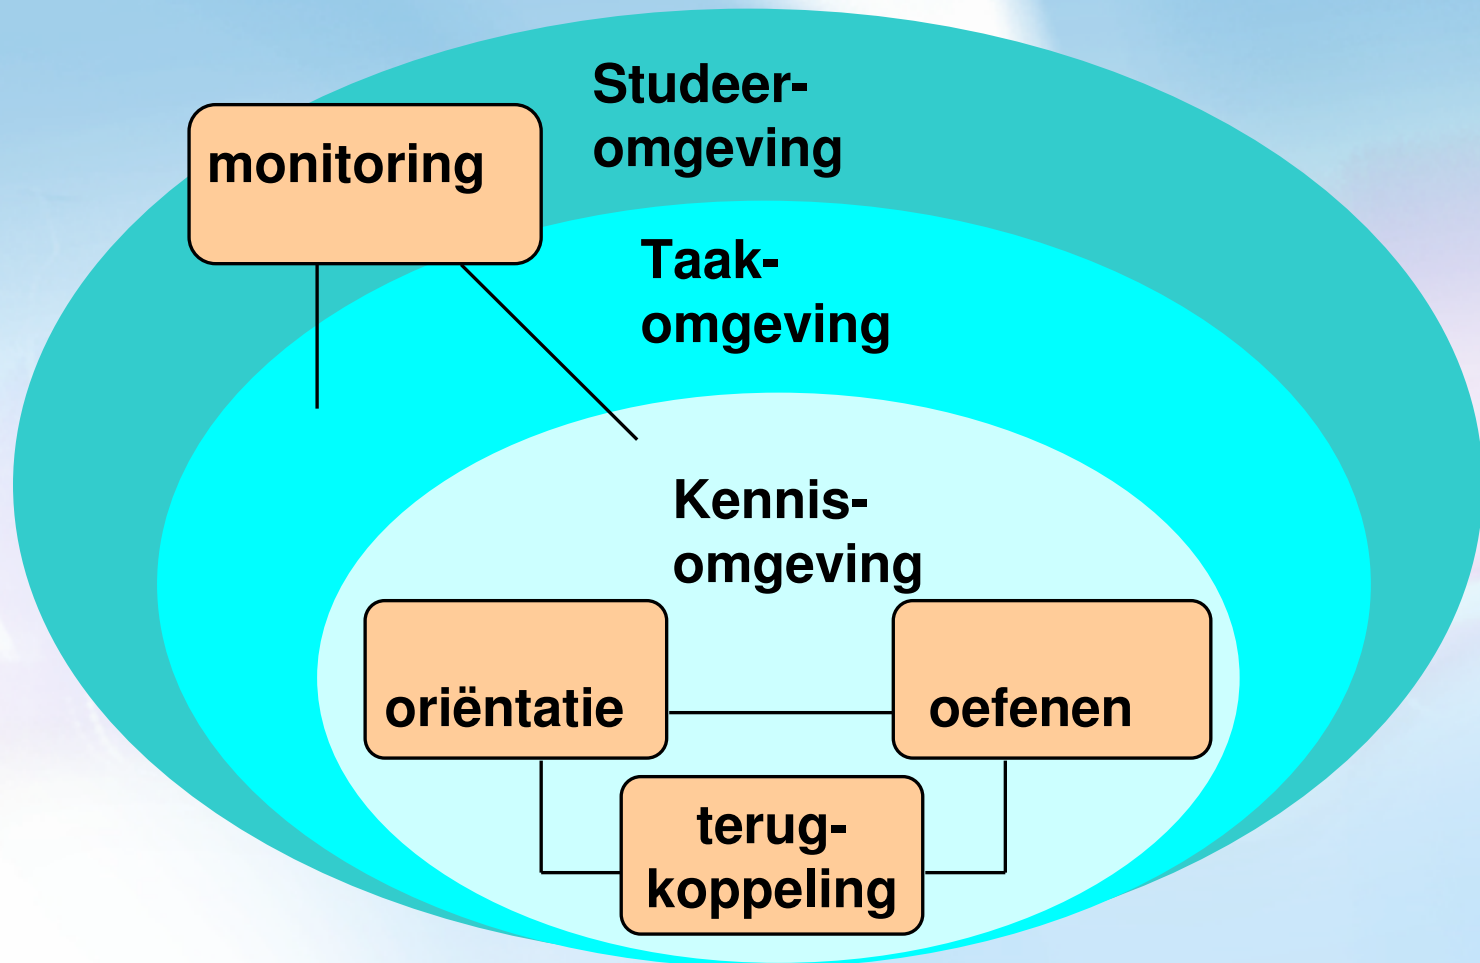 Studeer-
omgeving
monitoring
Taak-
omgeving
Kennis-
omgeving
oriëntatie
oefenen
terug-
koppeling